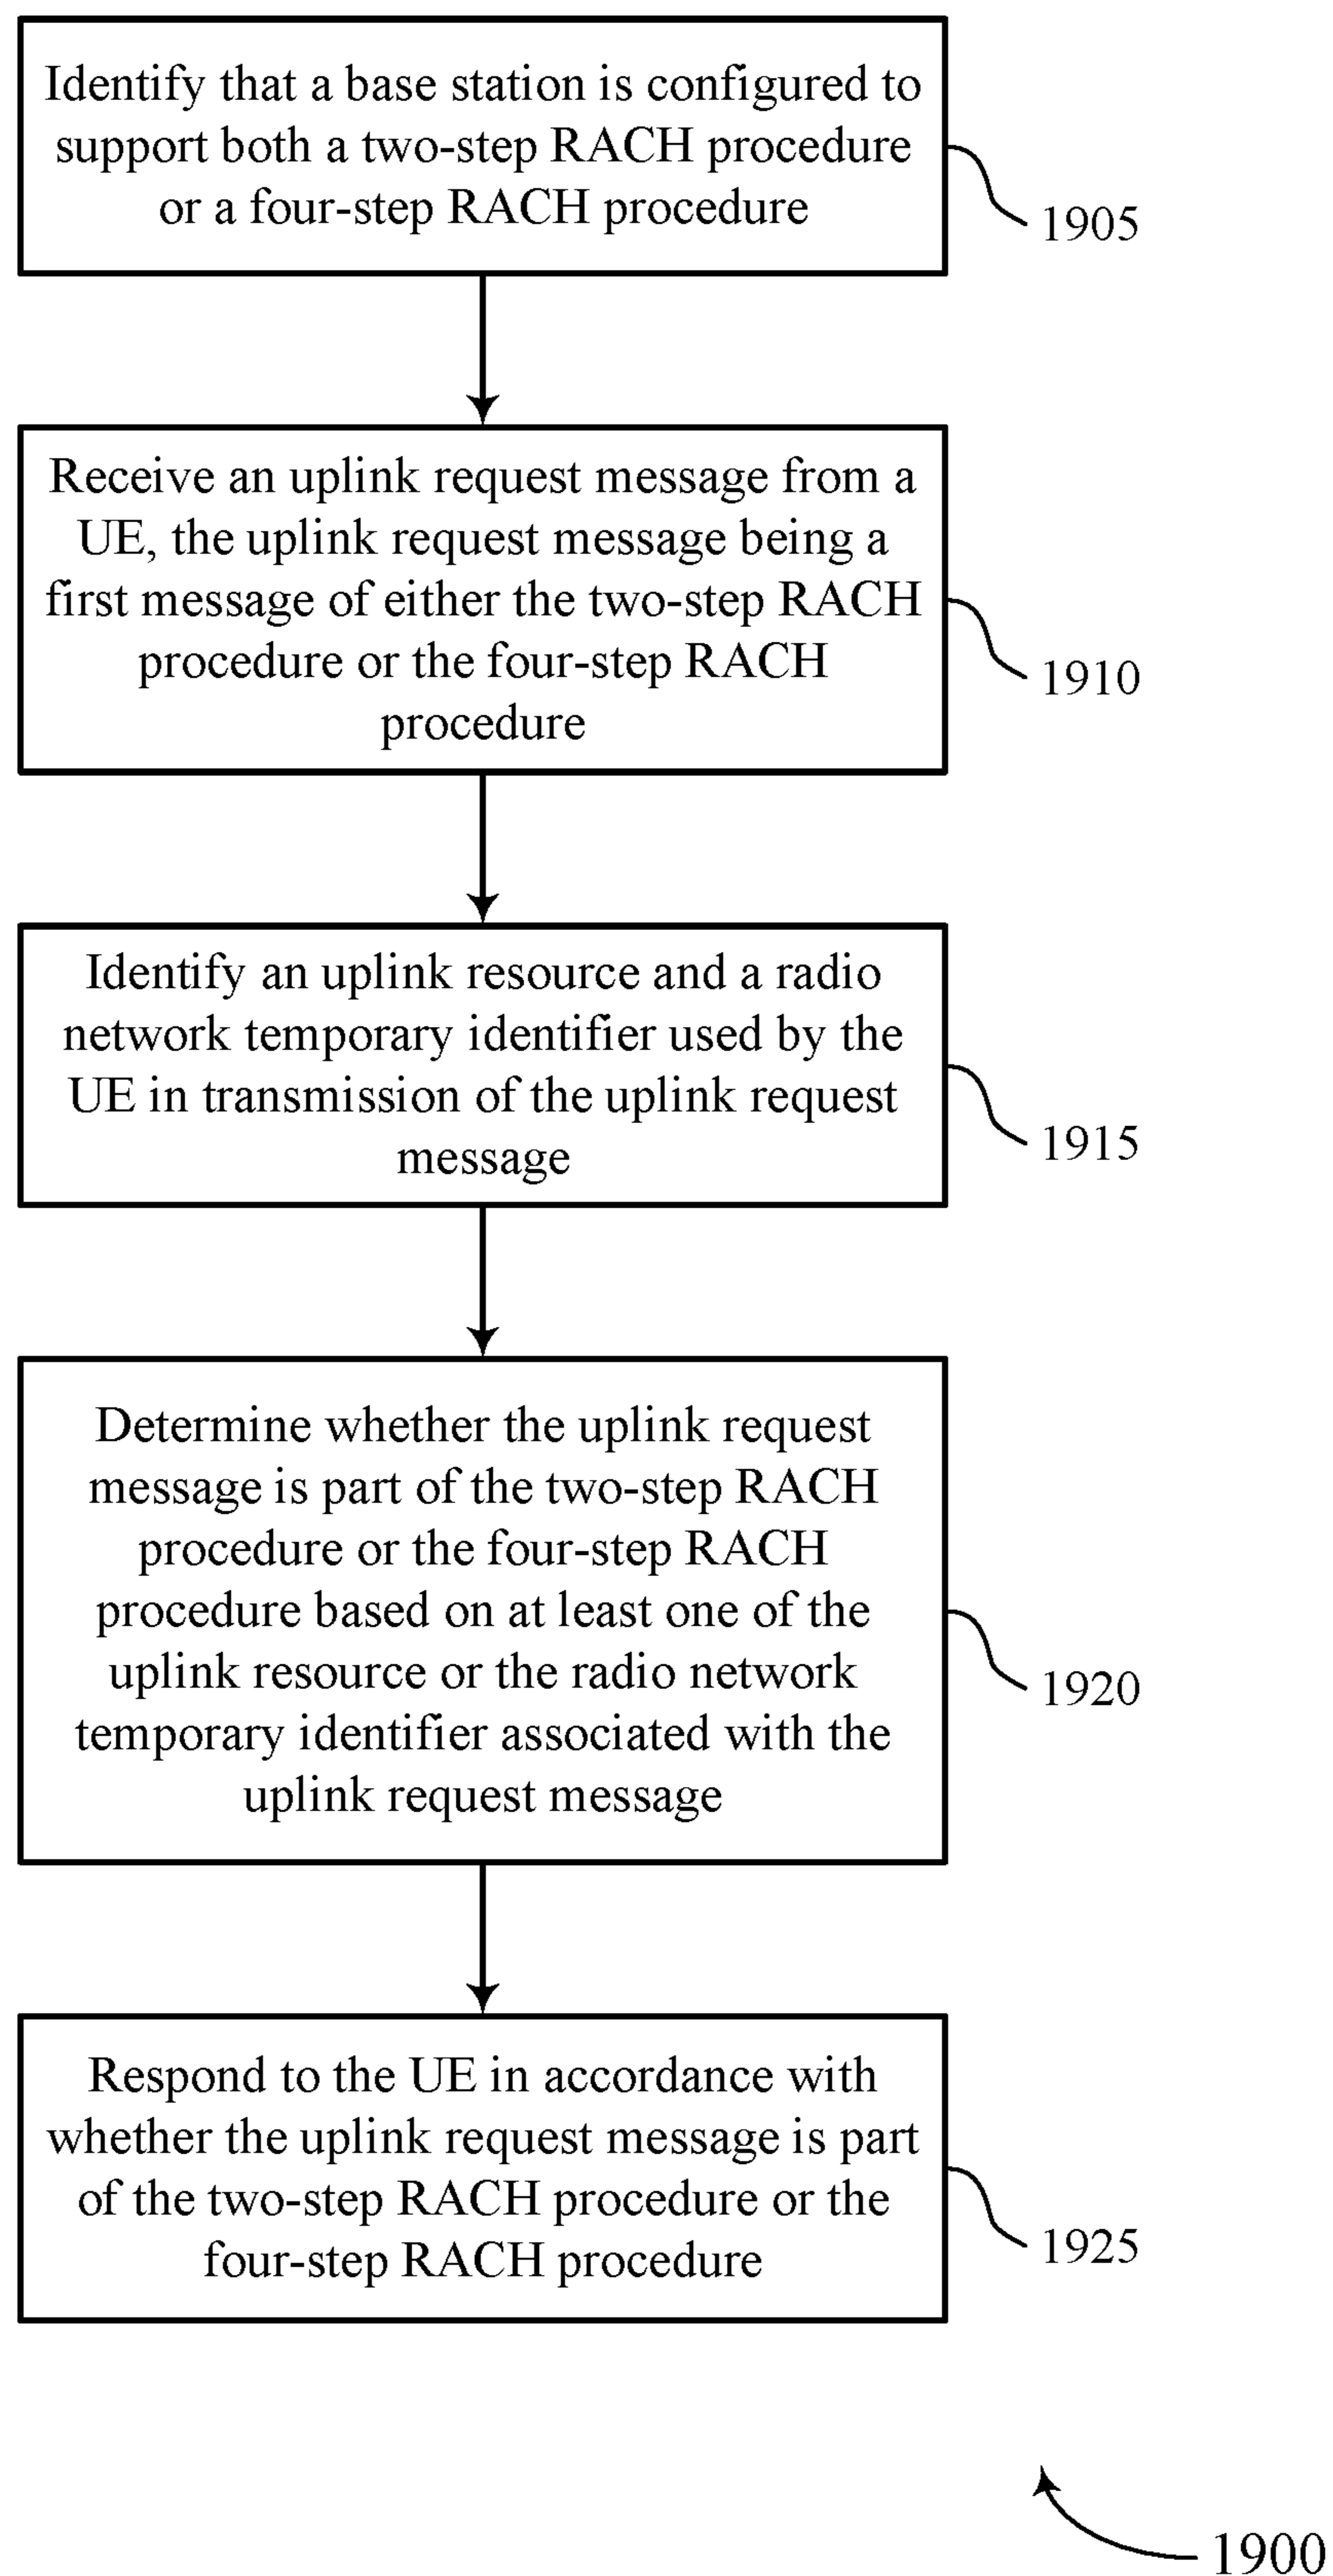 Identify that a base station is configured to
support both a two-step RACH procedure
or a four-step RACH procedure
1905
Receive an uplink request message from a
UE, the uplink request message being a
first message of either the two-step RACH
procedure or the four-step RACH
procedure
1910
Identify an uplink resource and a radio
network temporary identifier used by the
UE in transmission of the uplink request
message
1915
Determine whether the uplink request
message is part of the two-step RACH
procedure or the four-step RACH
procedure based on at least one of the
uplink resource or the radio network
temporary identifier associated with the
uplink request message
1920
Respond to the UE in accordance with
whether the uplink request message is part
of the two-step RACH procedure or the
four-step RACH procedure
1925
1900